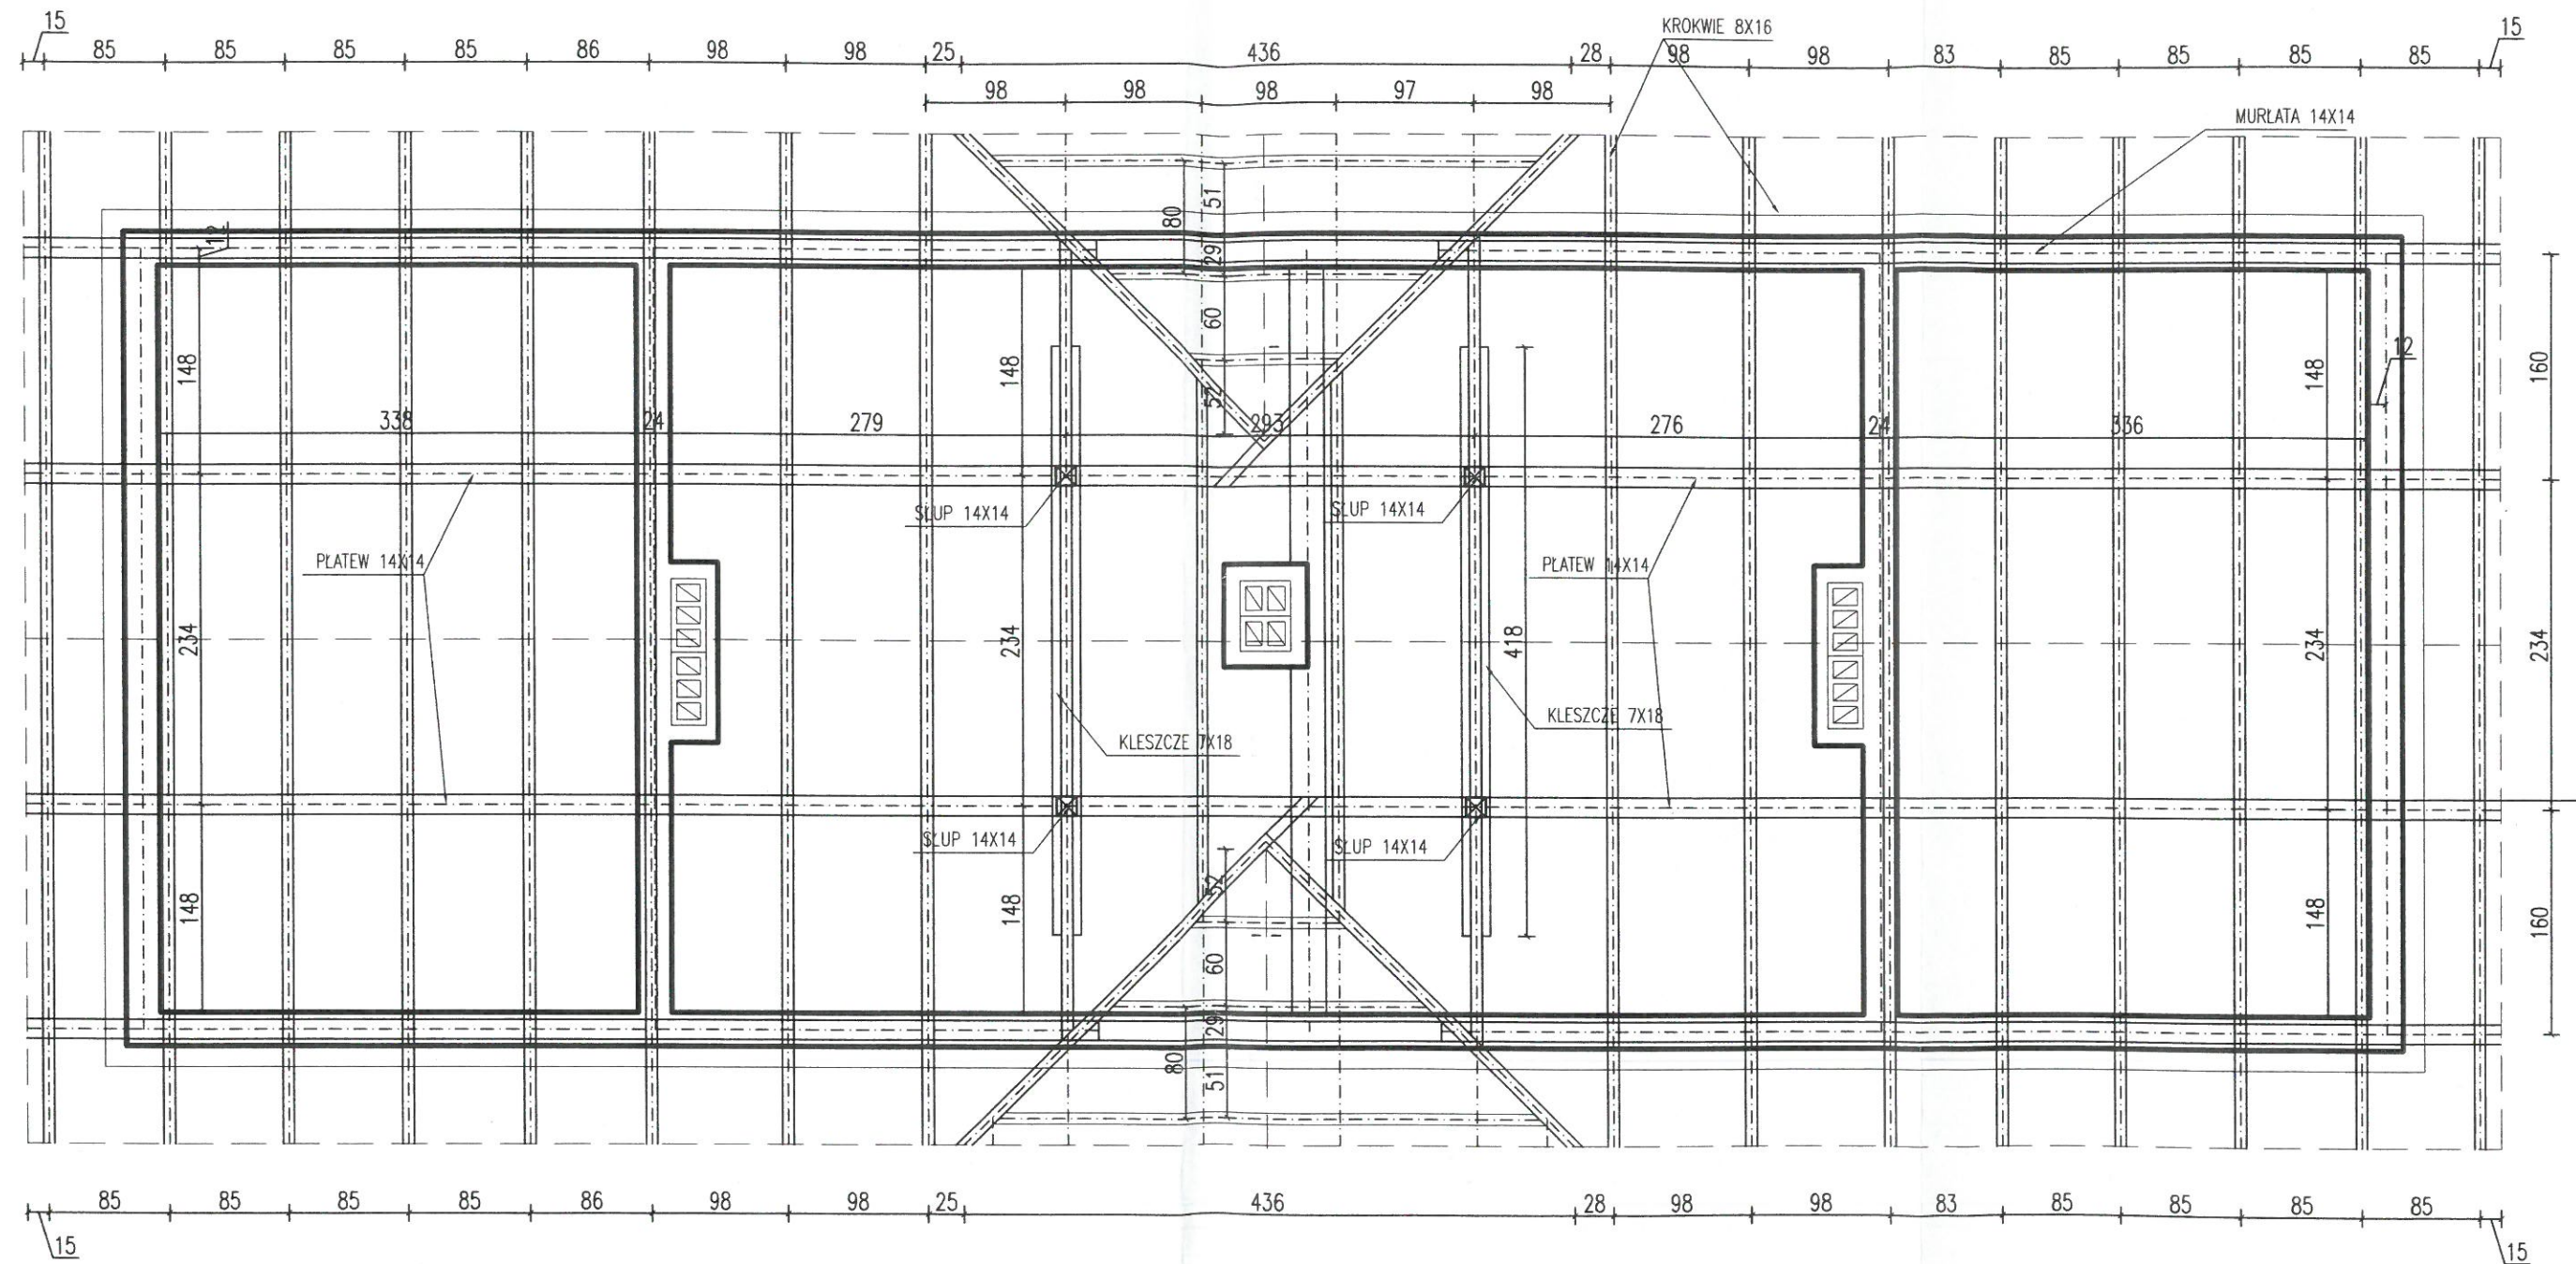 15 85 85 85 85 86 98 98 25 436 28 98 98 83 85 85 85 85 15
KROKWIE 8X16
98 98 98 97 98
MURŁATA 14X14
80 51
12 29
148 148 60 148 12 160
52
338 24 279 293 276 24 336
SŁUP 14X14 SŁUP 14X14
PŁATEW 14X14 PŁATEW 14X14
234 234 418 234 234
KLESZCZE 7X18 KLESZCZE 7X18
SŁUP 14X14 SŁUP 14X14
52
148 148 148 160
60
29
80 51
85 85 85 85 86 98 98 25 436 28 98 98 83 85 85 85 85
15 15